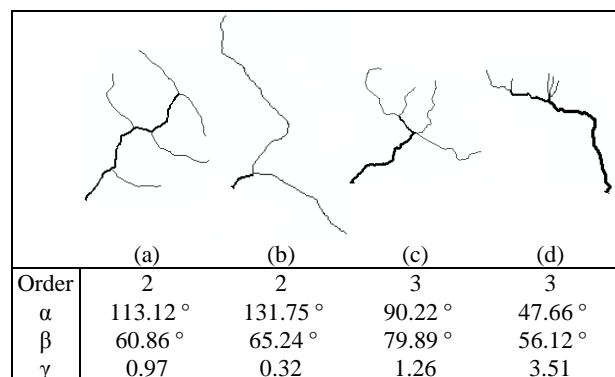 (a) (b) (c) (d)
Order 2 2 3 3
α 113.12 ° 131.75 ° 90.22 ° 47.66 °
β 60.86 ° 65.24 ° 79.89 ° 56.12 °
γ 0.97 0.32 1.26 3.51